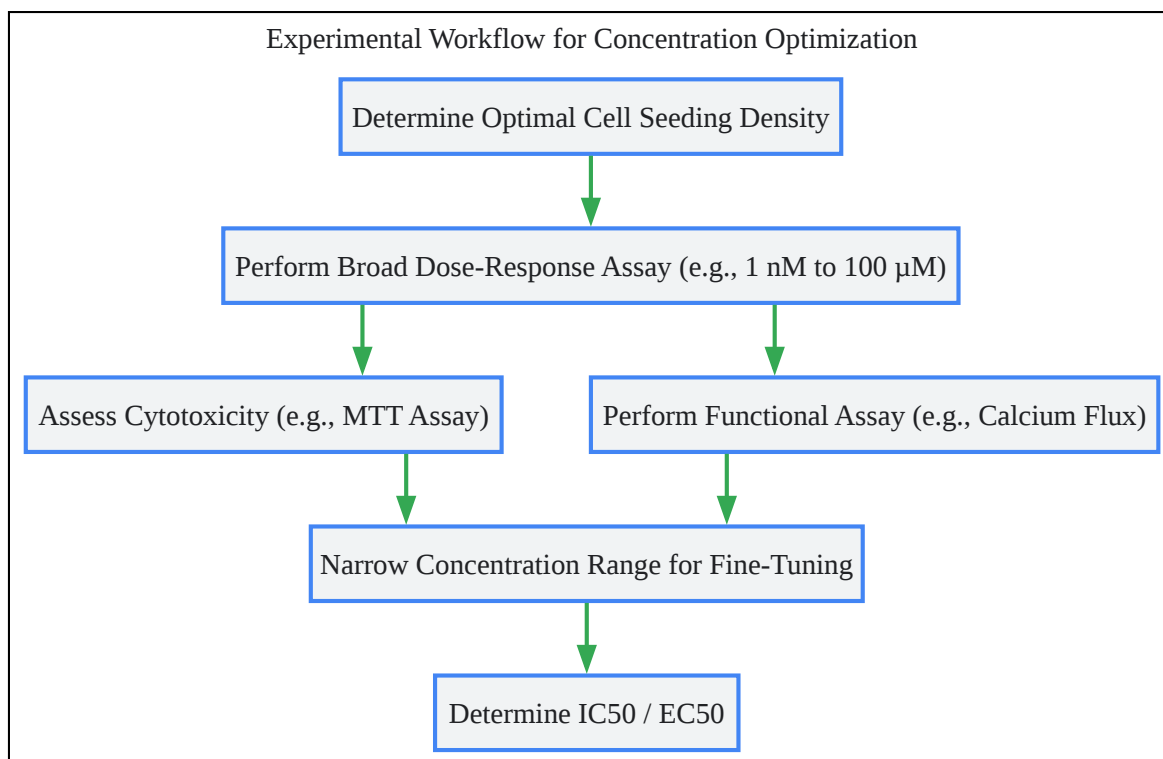 Experimental Workflow for Concentration Optimization
Determine Optimal Cell Seeding Density
Perform Broad Dose-Response Assay (e.g., 1 nM to 100 µM)
Assess Cytotoxicity (e.g., MTT Assay)
Perform Functional Assay (e.g., Calcium Flux)
Narrow Concentration Range for Fine-Tuning
Determine IC50 / EC50